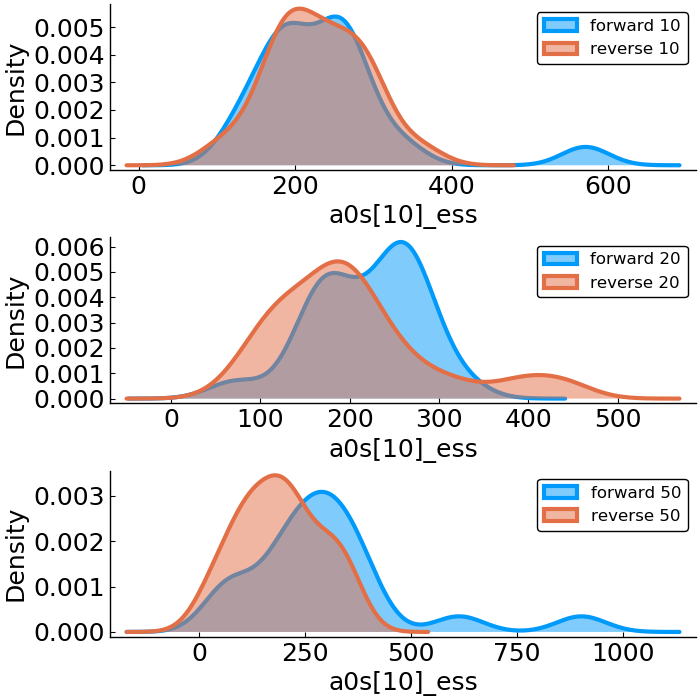 Density
0.005
0.004
0.003
0.002
0.001
0.000
forward 10
reverse 10
0 200 400 600
a0s[10]_ess
Density
0.006
0.005
0.004
0.003
0.002
0.001
0.000
forward 20
reverse 20
0 100 200 300 400 500
a0s[10]_ess
Density
0.003
0.002
0.001
0.000
forward 50
reverse 50
0 250 500 750 1000
a0s[10]_ess